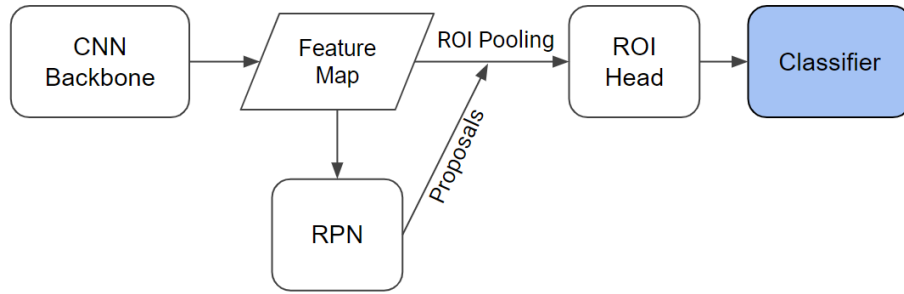 CNN
Backbone
Feature
Map
ROI Pooling
ROI
Head
Classifier
Proposals
RPN